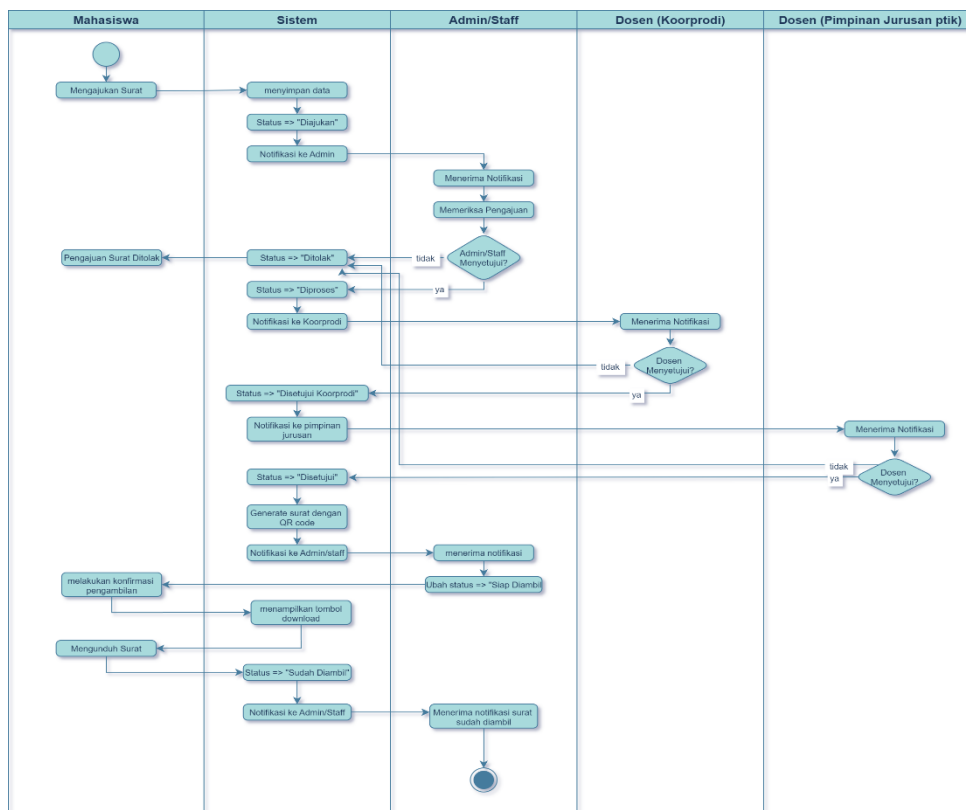 Mahasiswa
Sistem
Admin/Staff
Dosen (Koorprodi)
Dosen (Pimpinan Jurusan ptik)
Mengajukan Surat
menyimpan data
Status => "Diajukan"
Notifikasi ke Admin
Menerima Notifikasi
Memeriksa Pengajuan
Admin/Staff
Menyetujui?
tidak
Status => "Ditolak"
Pengajuan Surat Ditolak
ya
Status => "Diproses"
Notifikasi ke Koorprodi
Menerima Notifikasi
Dosen
Menyetujui?
tidak
ya
Status => "Disetujui Koorprodi"
Notifikasi ke pimpinan
jurusan
Menerima Notifikasi
Dosen
Menyetujui?
tidak
ya
Status => "Disetujui"
Generate surat dengan
QR code
Notifikasi ke Admin/staff
menerima notifikasi
Ubah status => "Siap Diambil
melakukan konfirmasi
pengambilan
menampilkan tombol
download
Mengunduh Surat
Status => "Sudah Diambil"
Notifikasi ke Admin/Staff
Menerima notifikasi surat
sudah diambil